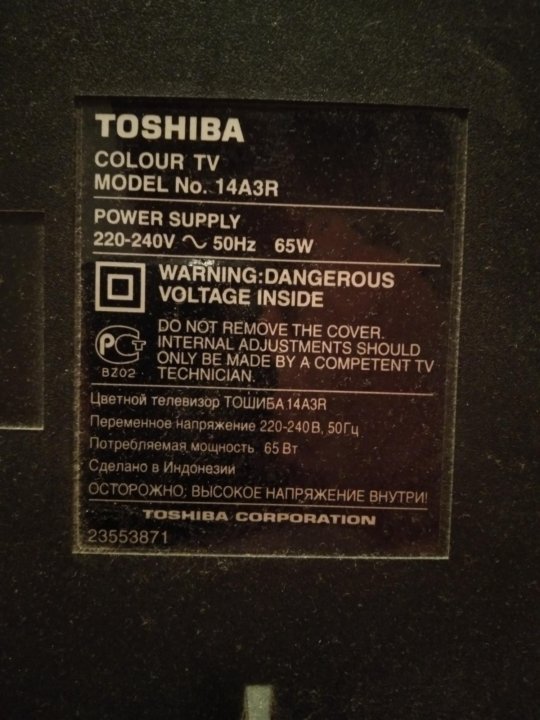 TOSHIBA
COLOUR TV
MODEL No. 14A3R
POWER SUPPLY
220-240V ~ 50Hz 65W
WARNING:DANGEROUS
VOLTAGE INSIDE
DO NOT REMOVE THE COVER.
INTERNAL ADJUSTMENTS SHOULD
ONLY BE MADE BY A COMPETENT TV
TECHNICIAN.
РСТ
BZ02
Цветной телевизор ТОШИБА 14A3R
Переменное напряжение 220-240В, 50Гц
Потребляемая мощность 65 Вт
Сделано в Индонезии
ОСТОРОЖНО: ВЫСОКОЕ НАПРЯЖЕНИЕ ВНУТРИ!
TOSHIBA CORPORATION
23553871